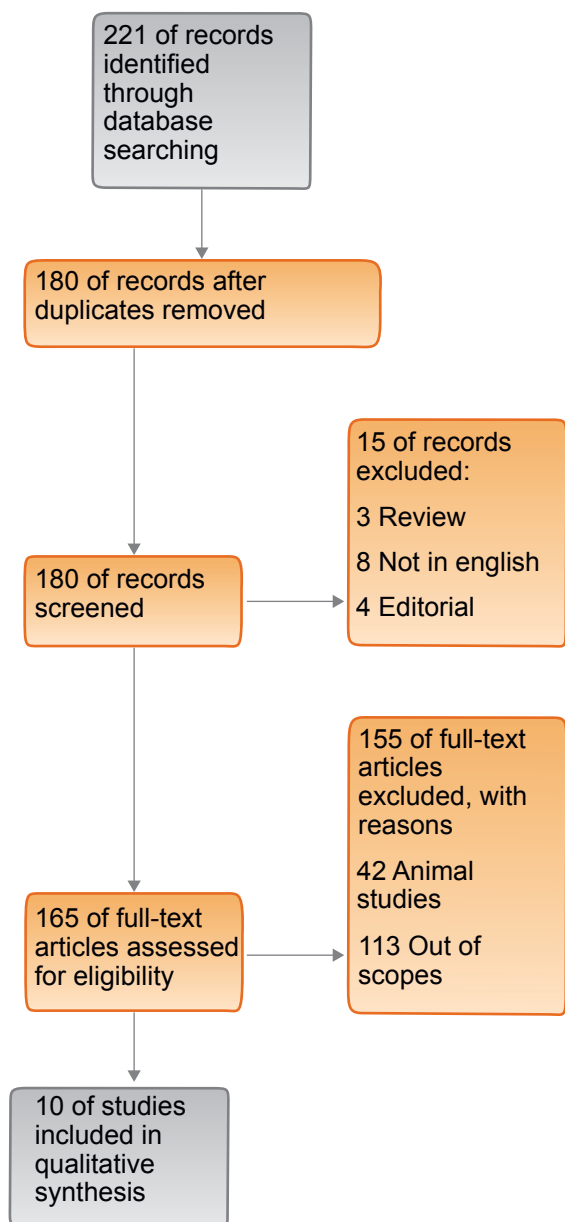 221 of records
identified
through
database
searching
180 of records after
duplicates removed
15 of records
excluded:
3 Review
8 Not in english
4 Editorial
180 of records
screened
155 of full-text
articles
excluded, with
reasons
42 Animal
studies
113 Out of
scopes
165 of full-text
articles assessed
for eligibility
10 of studies
included in
qualitative
synthesis